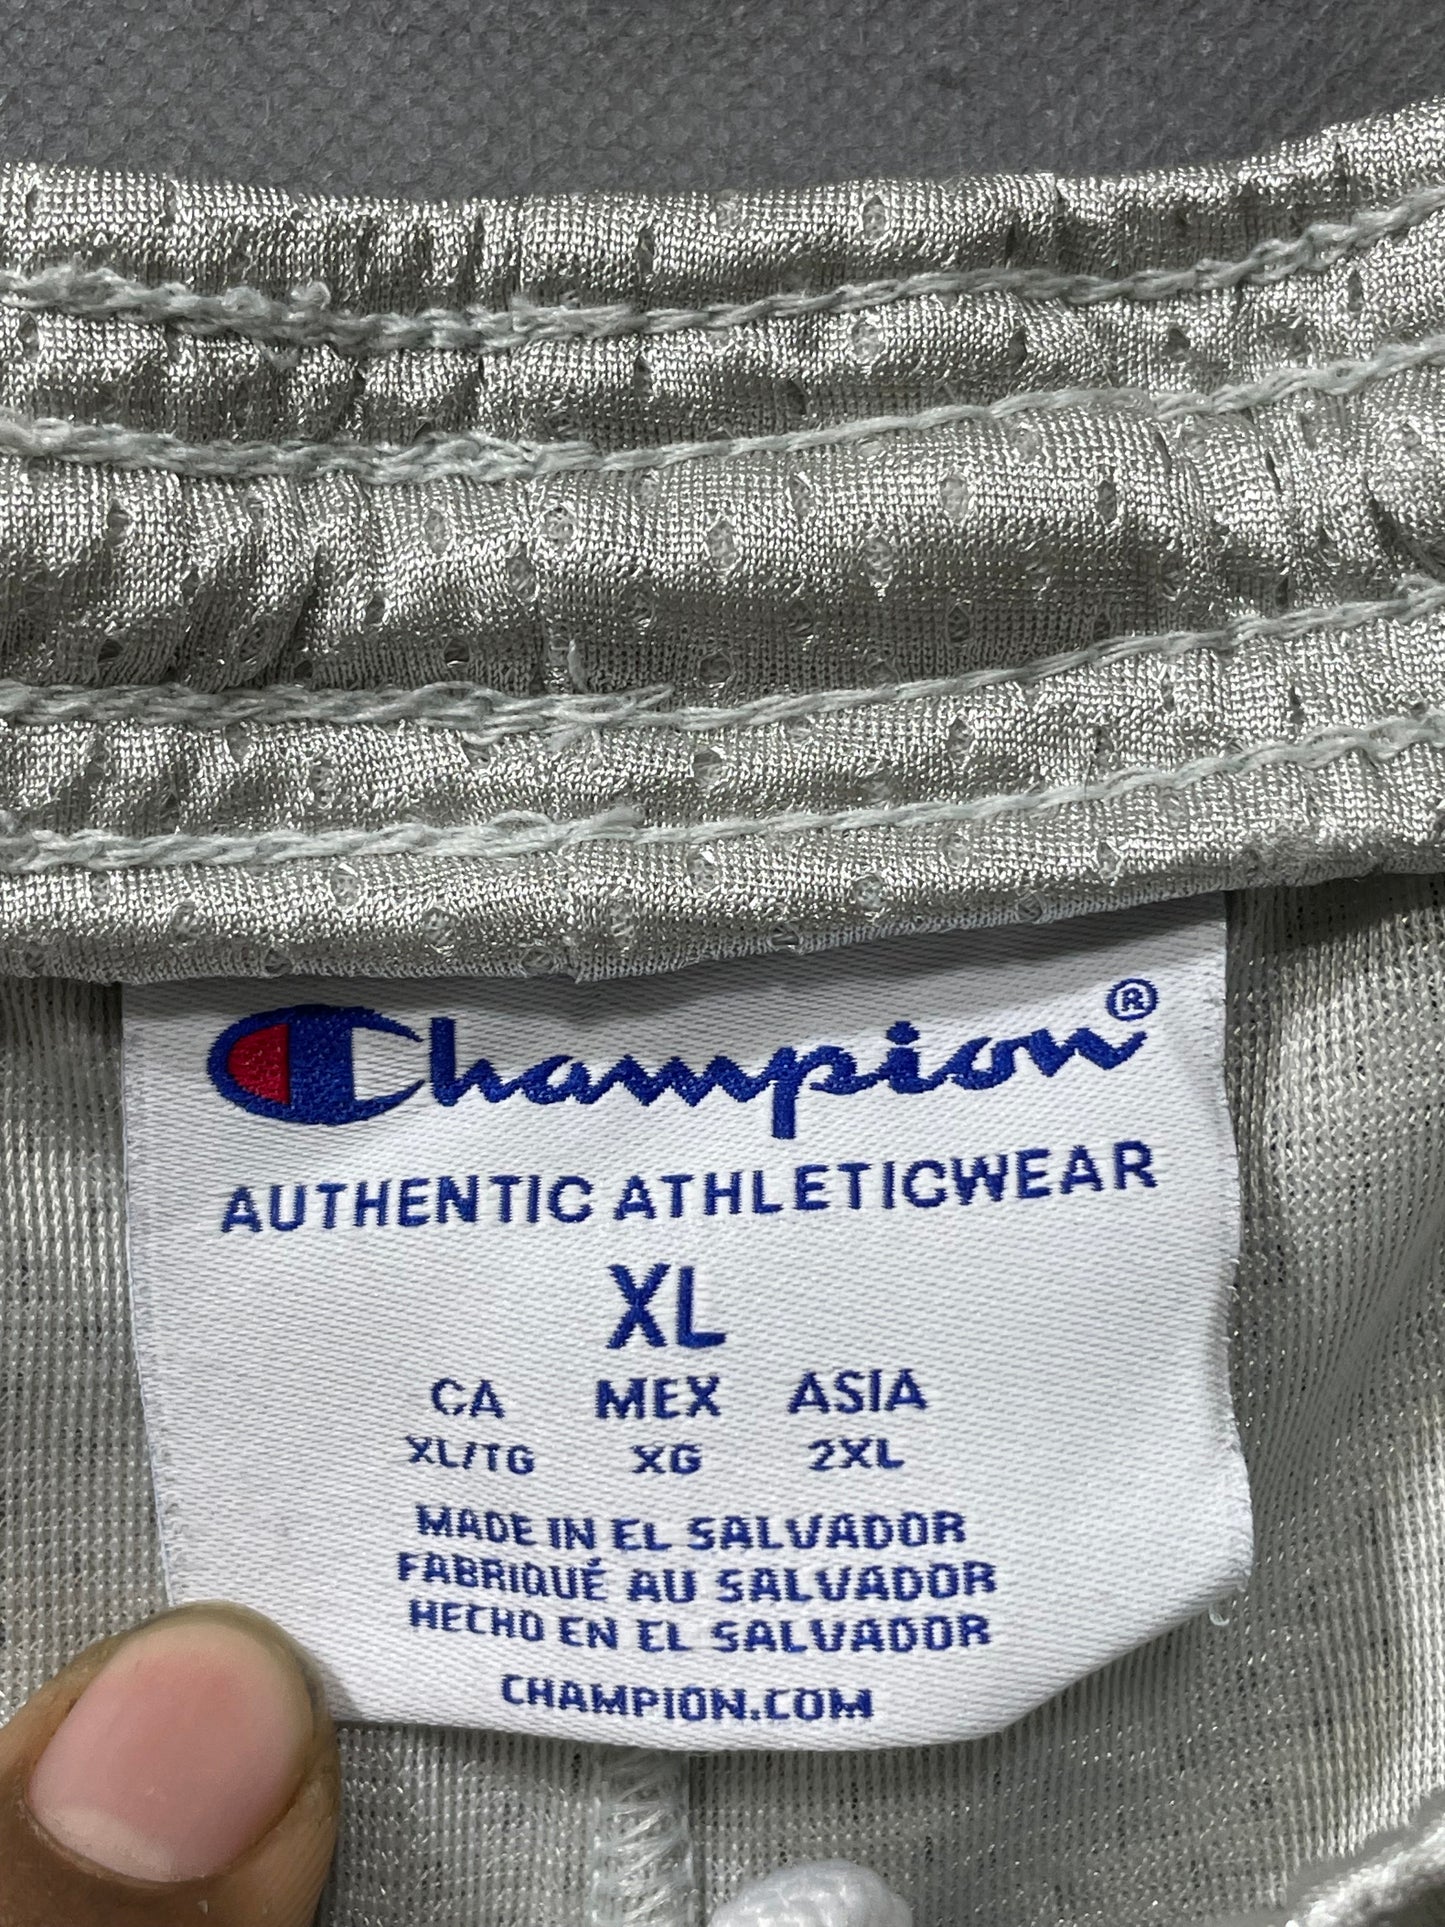 Champion®
AUTHENTIC ATHLETICWEAR
XL
CA MEX ASIA
XL/TG XG 2XL
MADE IN EL SALVADOR
FABRIQUÉ AU SALVADOR
HECHO EN EL SALVADOR
CHAMPION.COM